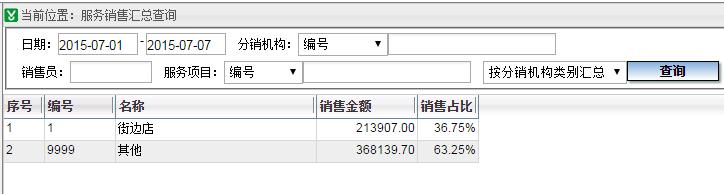 当前位置：服务销售汇总查询
日期：2015-07-01 - 2015-07-07 分销机构：编号
销售员： 服务项目：编号 按分销机构类别汇总 查询
序号 编号 名称 销售金额 销售占比
1 1 街边店 213907.00 36.75%
2 9999 其他 368139.70 63.25%